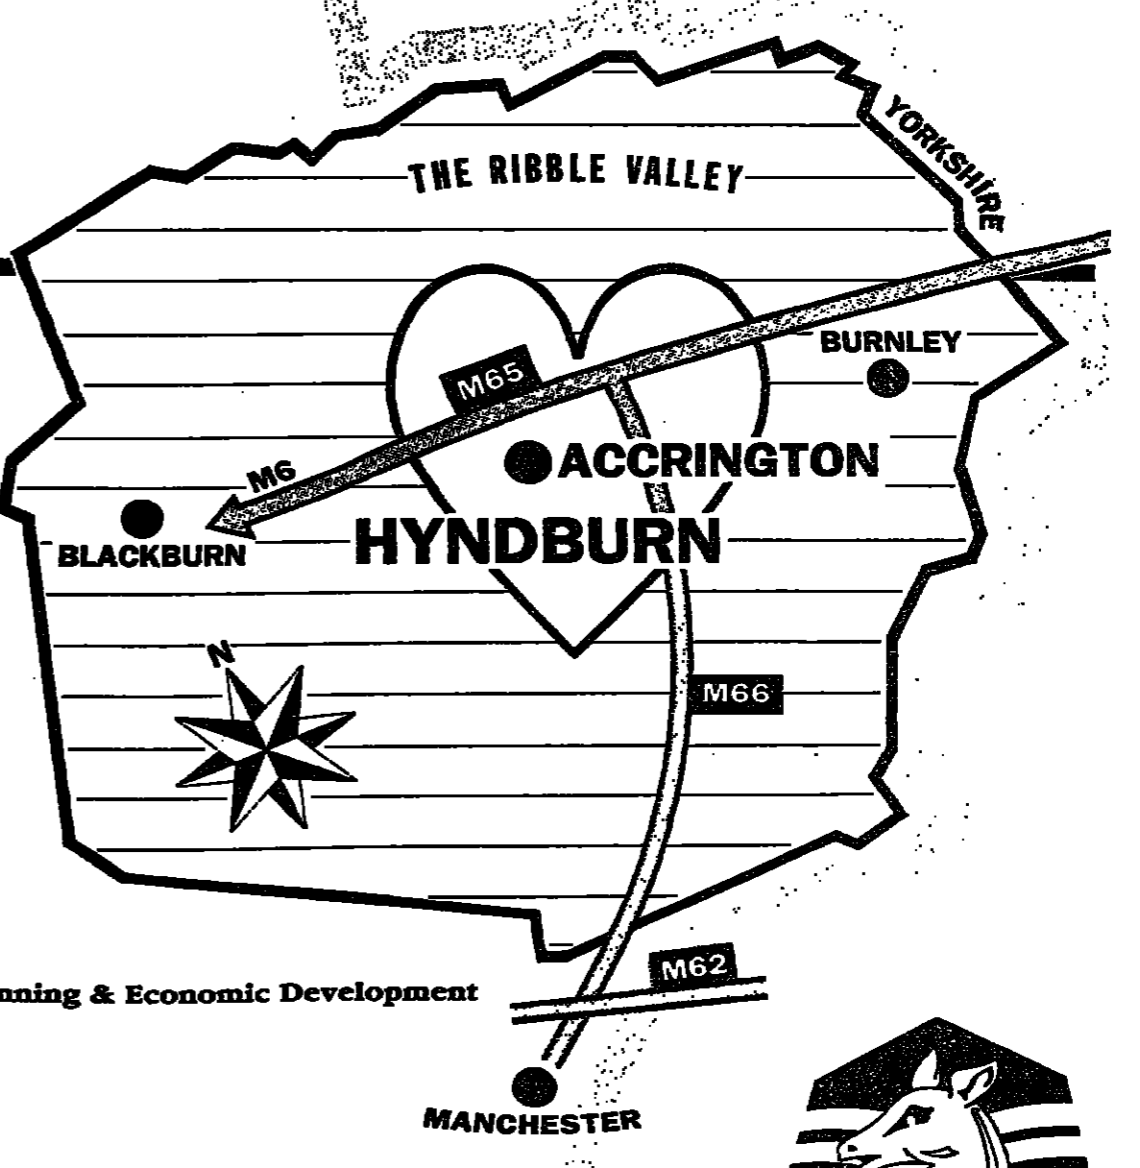 YORKSHIRE
THE RIBBLE VALLEY
BURNLEY
M65
ACCRINGTON
M6
HYNDBURN
BLACKBURN
N
M66
M62
nning & Economic Development
MANCHESTER